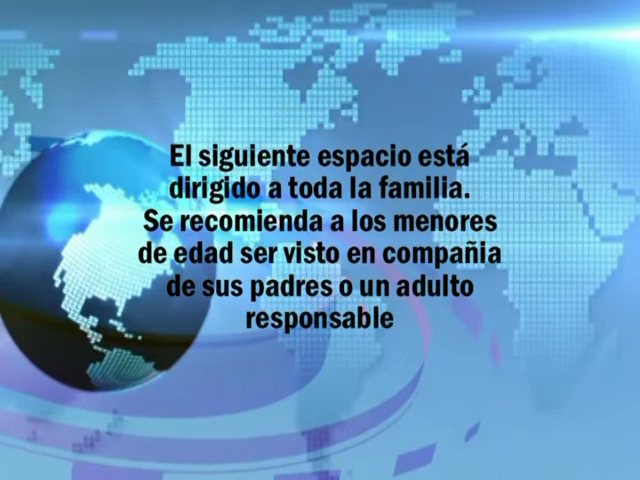 El siguiente espacio está
dirigido a toda la familia.
Se recomienda a los menores
de edad ser visto en compañia
de sus padres o un adulto
responsable